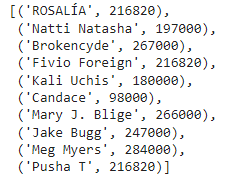 [('ROSALÍA', 216820),
('Natti Natasha', 197000),
('Brokencyde', 267000),
('Fivio Foreign', 216820),
('Kali Uchis', 180000),
('Candace', 98000),
('Mary J. Blige', 266000),
('Jake Bugg', 247000),
('Meg Myers', 284000),
('Pusha T', 216820)]